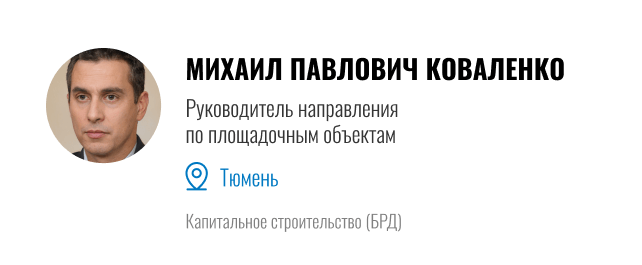 МИХАИЛ ПАВЛОВИЧ КОВАЛЕНКО
Руководитель направления
по площадочным объектам
Тюмень
Капитальное строительство (БРД)